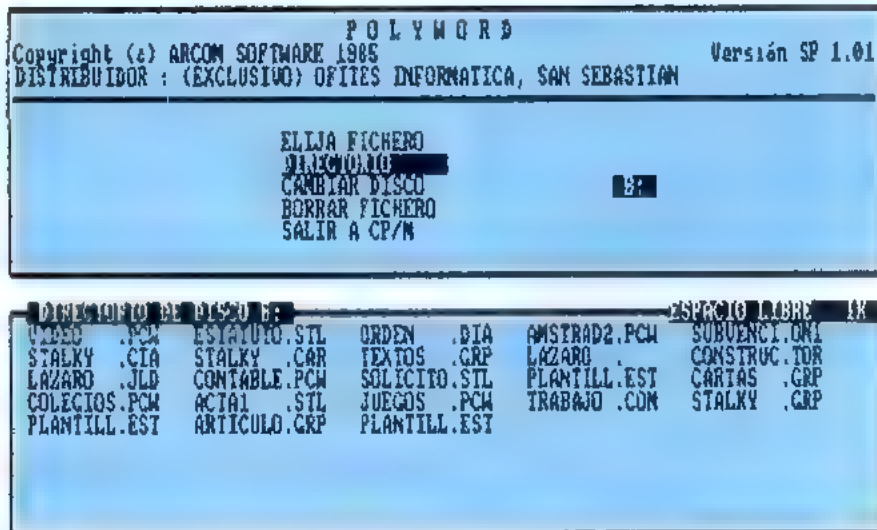 POLYWORD
Copyright (c) ARCOM SOFTWARE 1985 Versión SP 1.01
DISTRIBUIDOR : (EXCLUSIVO) OFITES INFORMATICA, SAN SEBASTIAN
ELIJA FICHERO
DIRECTORIO
CAMBIAR DISCO B:
BORRAR FICHERO
SALIR A CP/M
DIRECTORIO DE DISCO B: ESPACIO LIBRE 1K
VIDEO .PCW ESTATUTO.STL ORDEN .DIA AMSTRAD2.PCW SUBVENCI.ONI
STALKY .CIA STALKY .CAR TEXTOS .GRP LAZARO . CONSTRUC.TOR
LAZARO .JLD CONTABLE.PCW SOLICITO.STL PLANTILL.EST CARTAS .GRP
COLEGIOS.PCW ACTA1 .STL JUEGOS .PCW TRABAJO .COM STALKY .GRP
PLANTILL.EST ARTICULO.GRP PLANTILL.EST